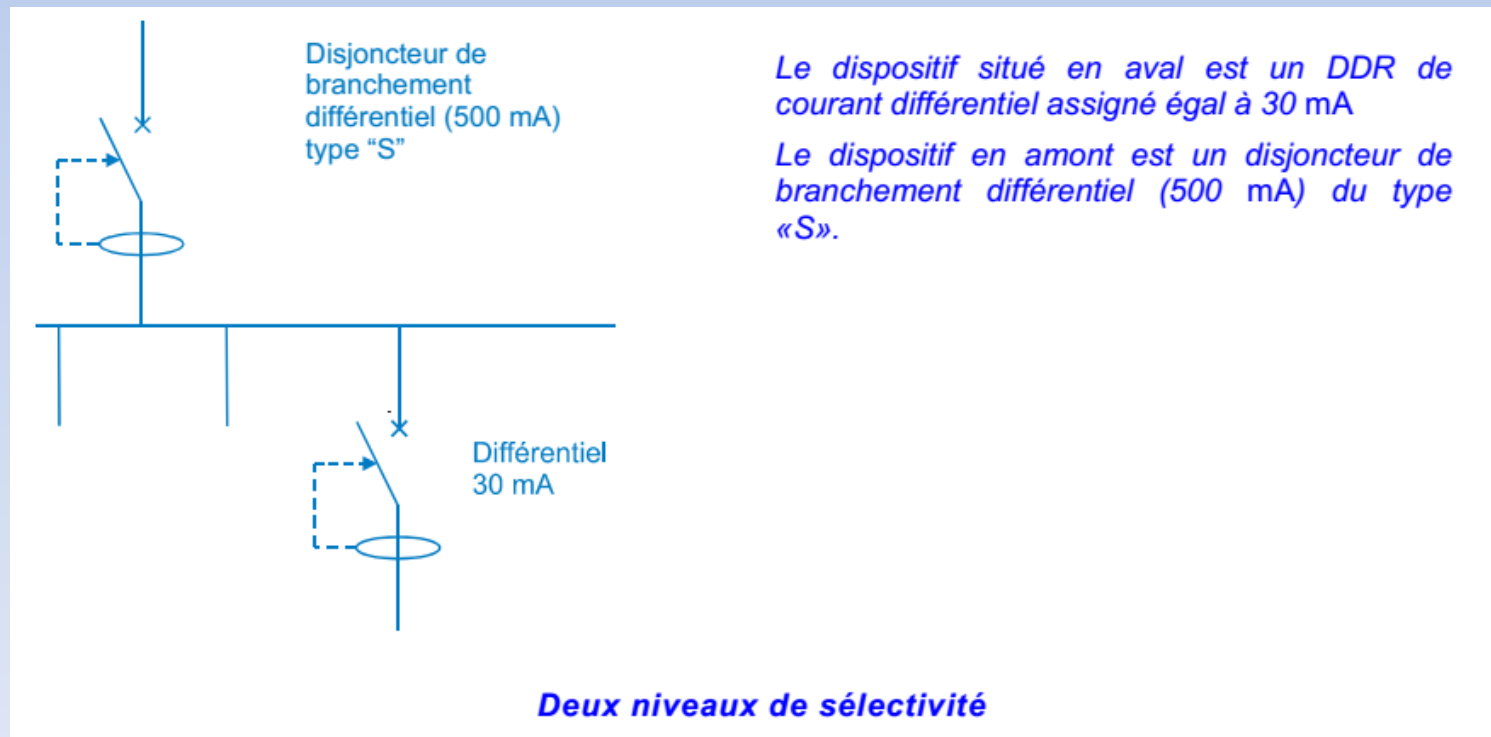 Disjoncteur de
branchement
différentiel (500 mA)
type “S”
Le dispositif situé en aval est un DDR de
courant différentiel assigné égal à 30 mA
Le dispositif en amont est un disjoncteur de
branchement différentiel (500 mA) du type
«S».
Différentiel
30 mA
Deux niveaux de sélectivité